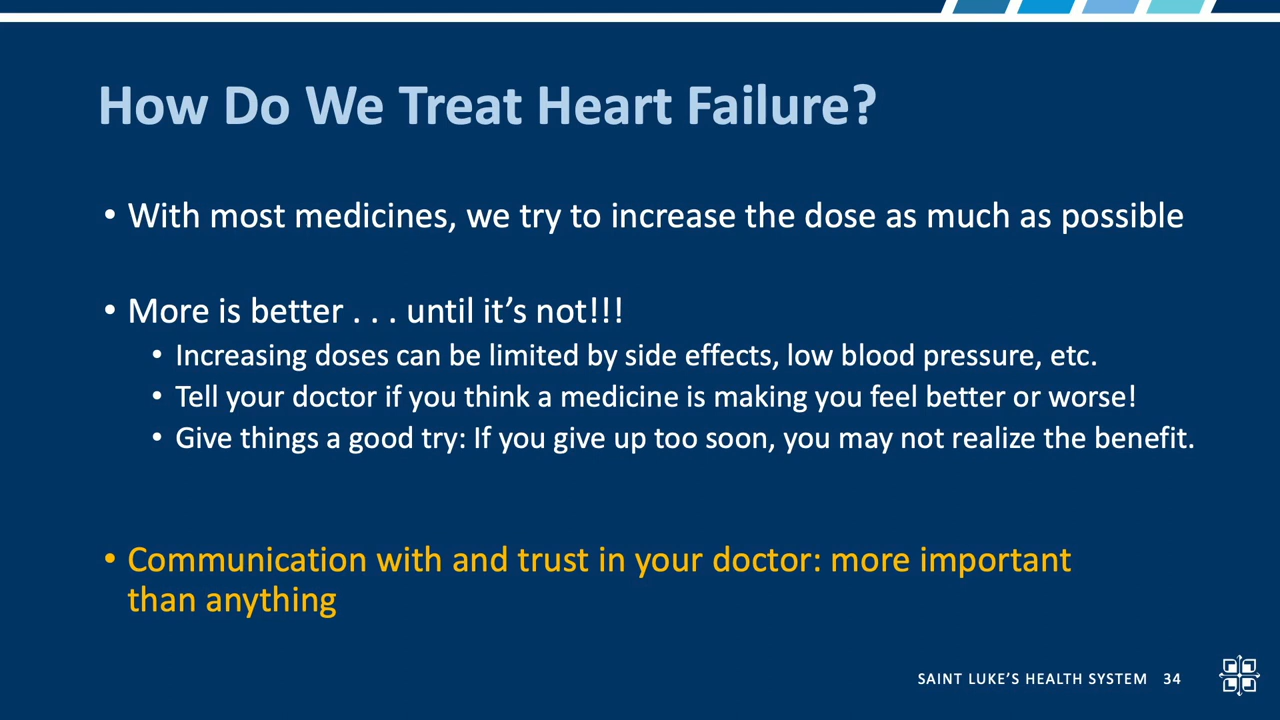 How Do We Treat Heart Failure?
• With most medicines, we try to increase the dose as much as possible
• More is better . . . until it’s not!!!
• Increasing doses can be limited by side effects, low blood pressure, etc.
• Tell your doctor if you think a medicine is making you feel better or worse!
• Give things a good try: If you give up too soon, you may not realize the benefit.
• Communication with and trust in your doctor: more important
than anything
SAINT LUKE’S HEALTH SYSTEM 34